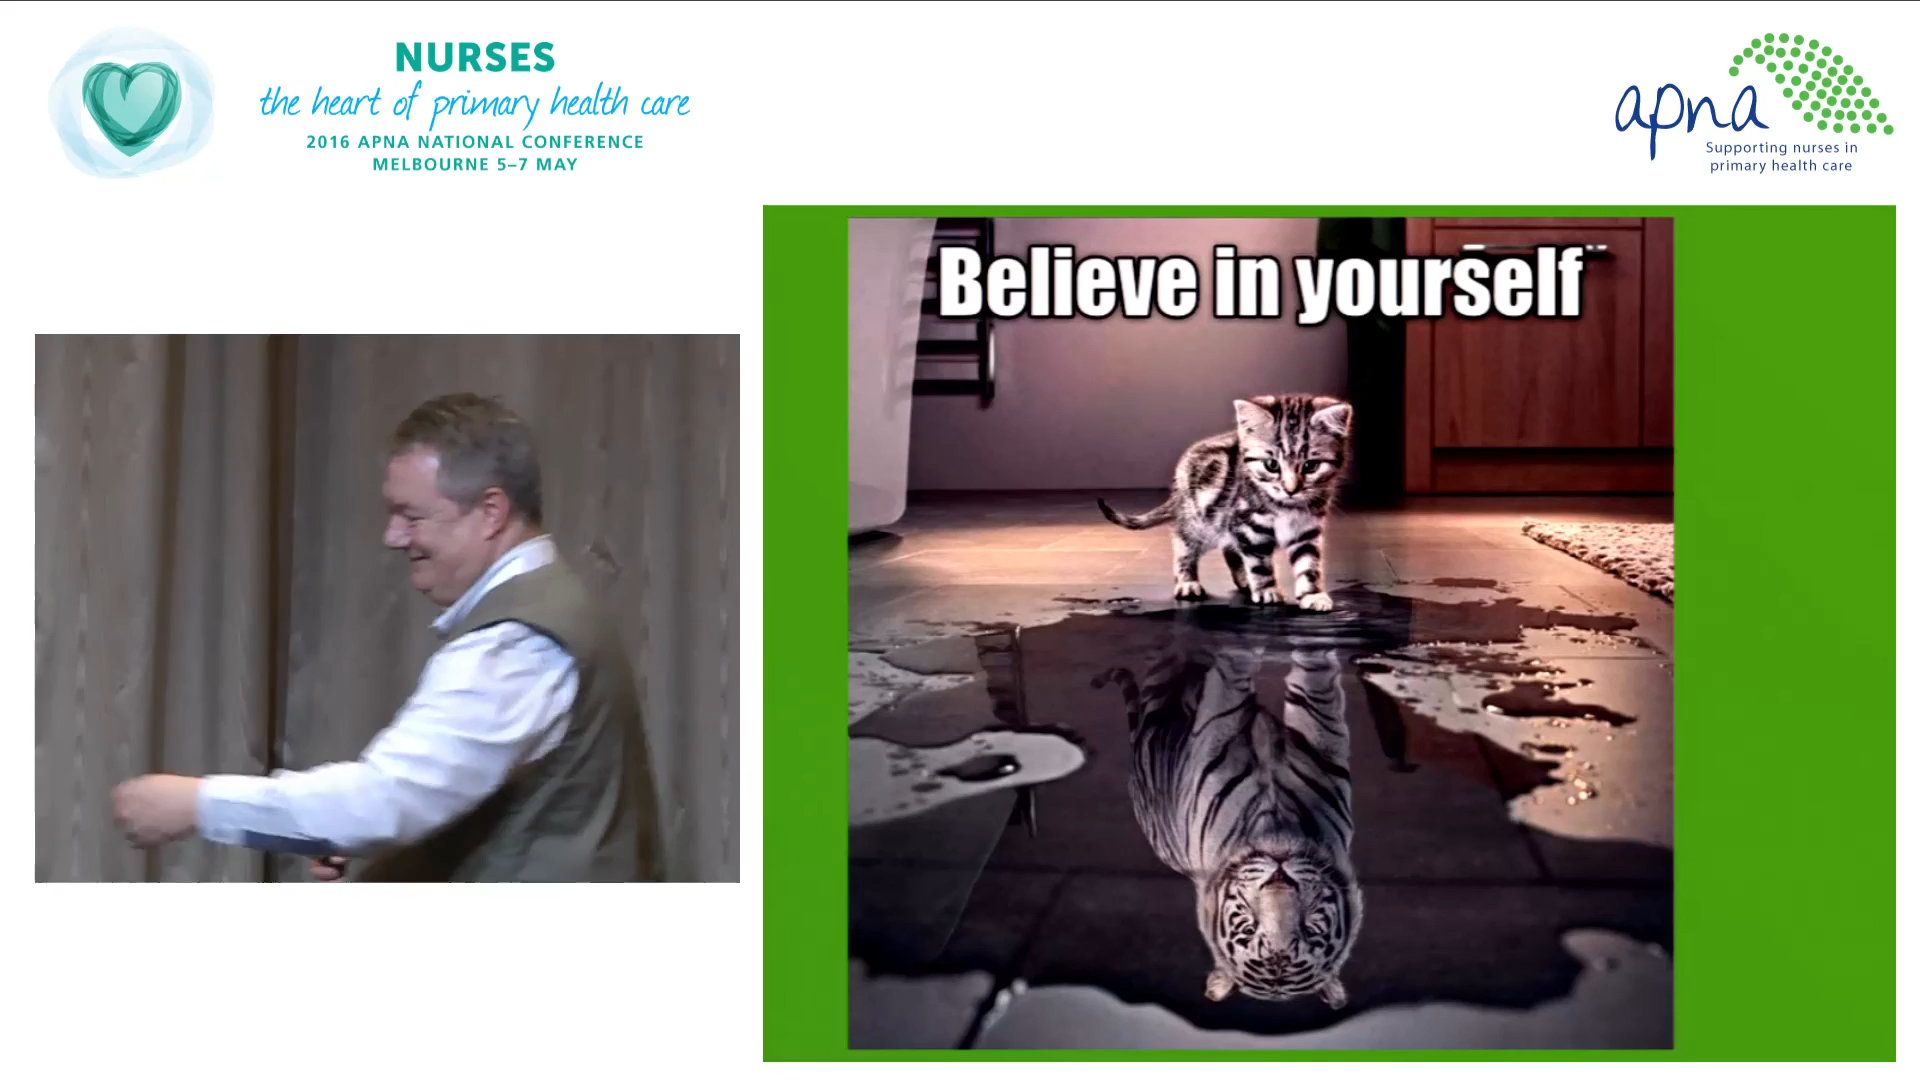 NURSES
the heart of primary health care
2016 APNA NATIONAL CONFERENCE
MELBOURNE 5–7 MAY
apna
Supporting nurses in
primary health care
Believe in yourself